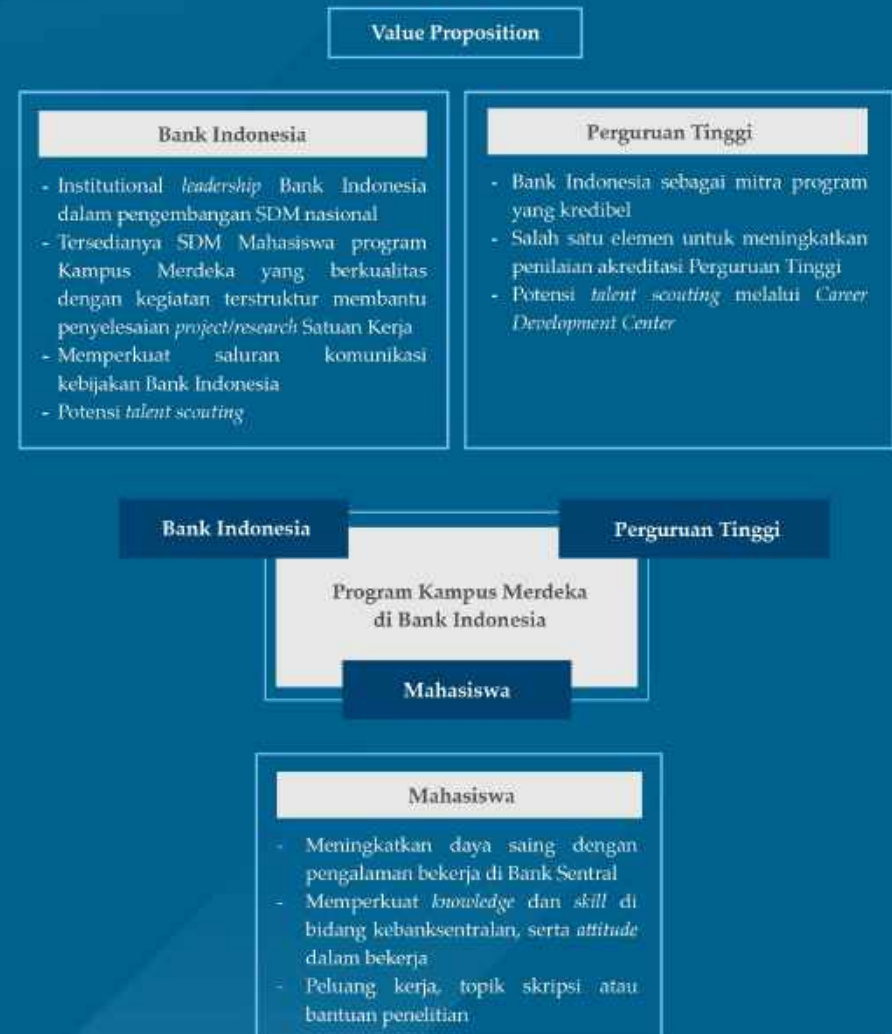 Value Proposition
Bank Indonesia
- Institutional leadership Bank Indonesia
dalam pengembangan SDM nasional
- Tersedianya SDM Mahasiswa program
Kampus Merdeka yang berkualitas
dengan kegiatan terstruktur membantu
penyelesaian project/research Satuan Kerja
- Memperkuat saluran komunikasi
kebijakan Bank Indonesia
- Potensi talent scouting
Perguruan Tinggi
- Bank Indonesia sebagai mitra program
yang kredibel
- Salah satu elemen untuk meningkatkan
penilaian akreditasi Perguruan Tinggi
- Potensi talent scouting melalui Career
Development Center
Bank Indonesia
Perguruan Tinggi
Program Kampus Merdeka
di Bank Indonesia
Mahasiswa
Mahasiswa
- Meningkatkan daya saing dengan
pengalaman bekerja di Bank Sentral
- Memperkuat knowledge dan skill di
bidang kebanksentralan, serta attitude
dalam bekerja
- Peluang kerja, topik skripsi atau
bantuan penelitian